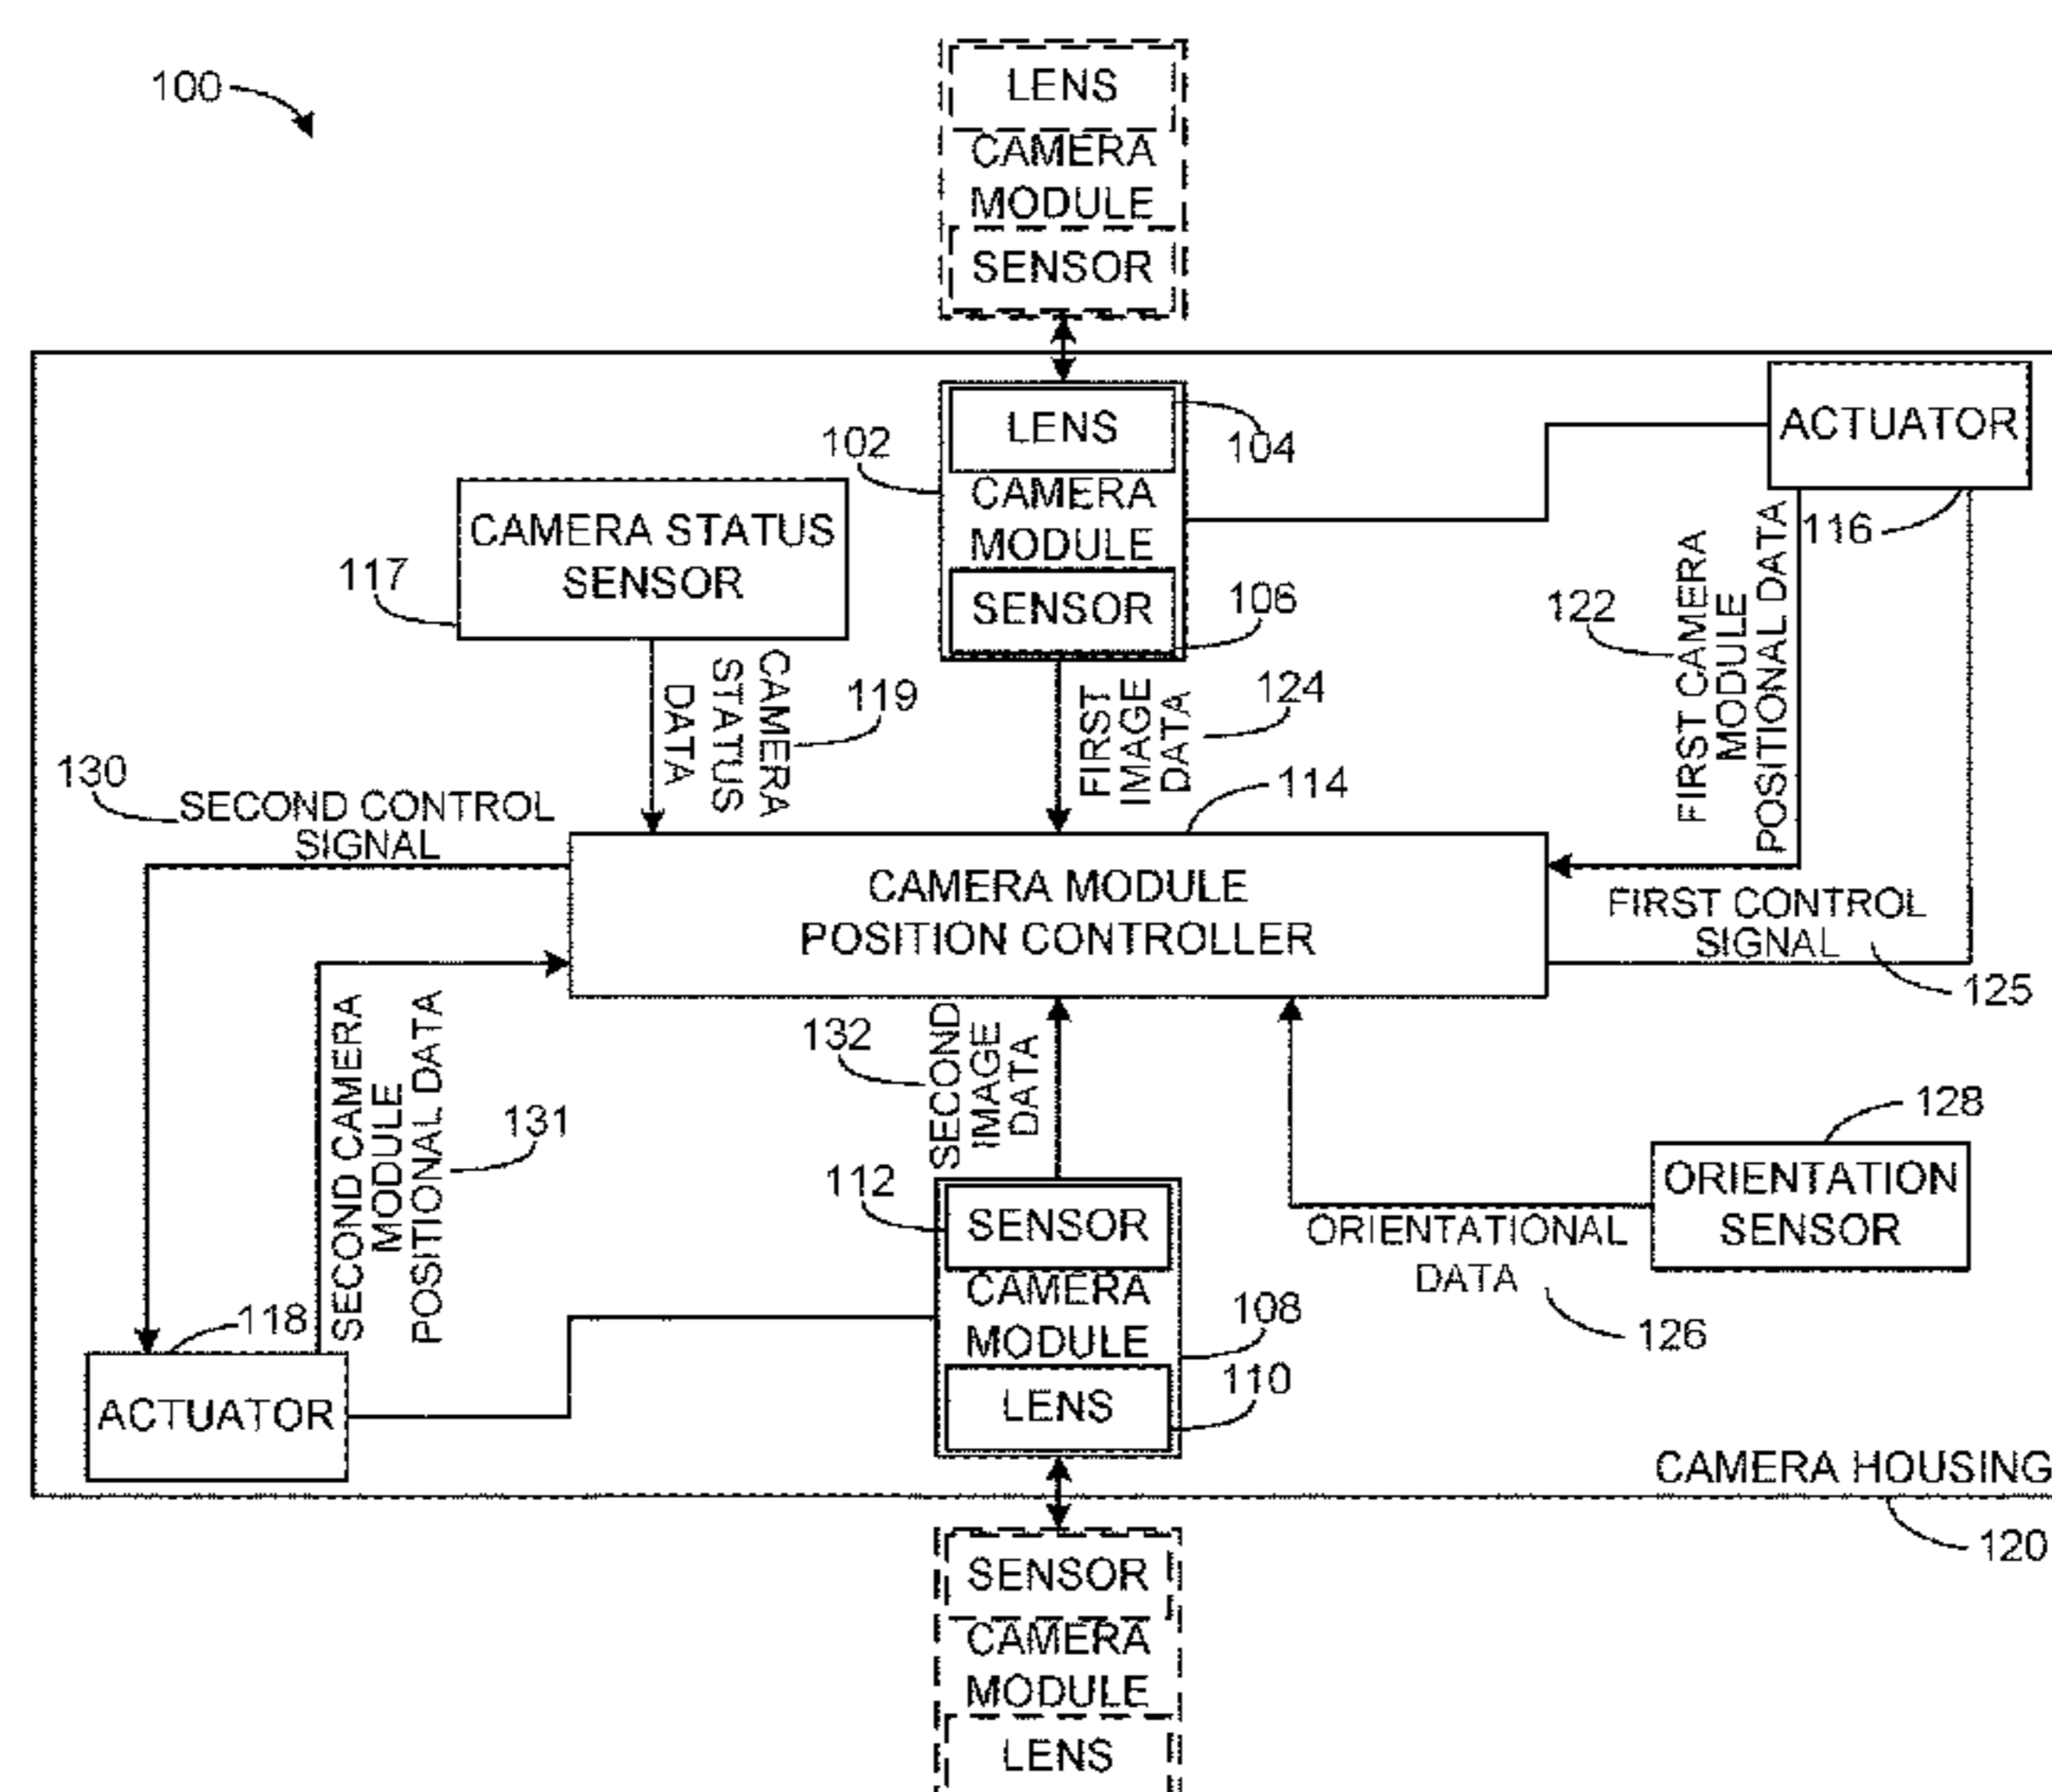 100
LENS
CAMERA
MODULE
SENSOR
LENS
104
102
CAMERA
MODULE
SENSOR
106
ACTUATOR
116
CAMERA STATUS
SENSOR
117
CAMERA
STATUS
DATA
119
FIRST
IMAGE
DATA
124
122
FIRST CAMERA
MODULE
POSITIONAL DATA
130
SECOND CONTROL
SIGNAL
114
CAMERA MODULE
POSITION CONTROLLER
FIRST CONTROL
SIGNAL
125
SECOND CAMERA
MODULE
POSITIONAL DATA
131
132
SECOND
IMAGE
DATA
128
ORIENTATION
SENSOR
ORIENTATIONAL
DATA
126
112
SENSOR
CAMERA
MODULE
108
LENS
110
118
ACTUATOR
CAMERA HOUSING
120
SENSOR
CAMERA
MODULE
LENS